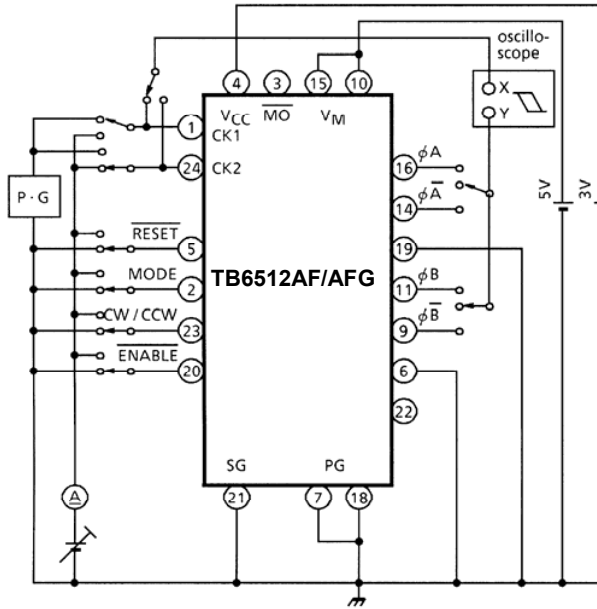 oscillo-
scope
X
Y
4
3
15
10
VCC
MO
VM
1
CK1
24
CK2
16
φA
14
φA
P·G
5V
3V
RESET
5
19
MODE
2
TB6512AF/AFG
11
φB
CW/CCW
23
9
φB
ENABLE
20
6
22
SG
PG
A
21
7
18